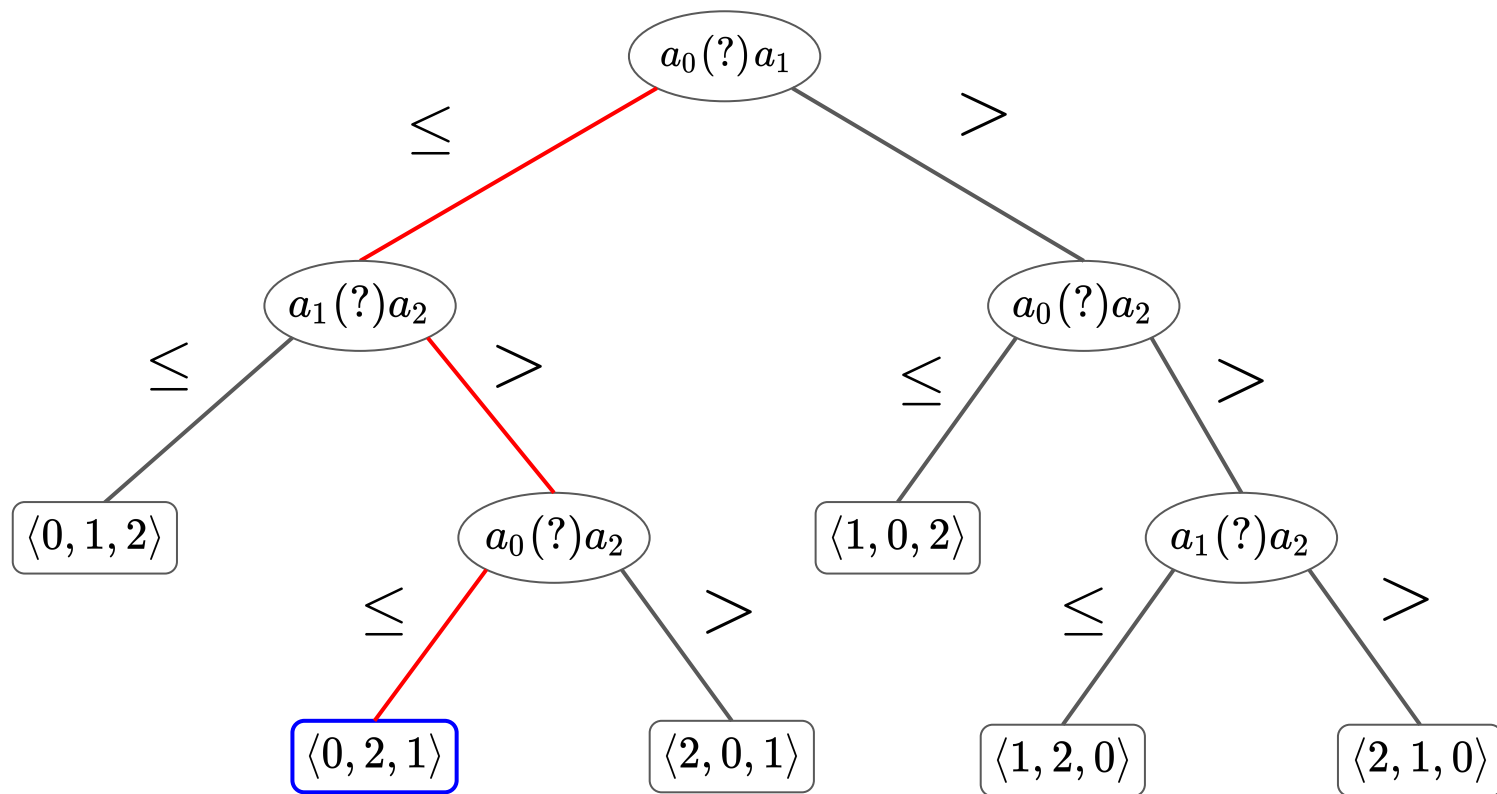 a₀(?)a₁
≤
>
a₁(?)a₂
a₀(?)a₂
≤
>
≤
>
⟨0, 1, 2⟩
a₀(?)a₂
⟨1, 0, 2⟩
a₁(?)a₂
≤
>
≤
>
⟨0, 2, 1⟩
⟨2, 0, 1⟩
⟨1, 2, 0⟩
⟨2, 1, 0⟩